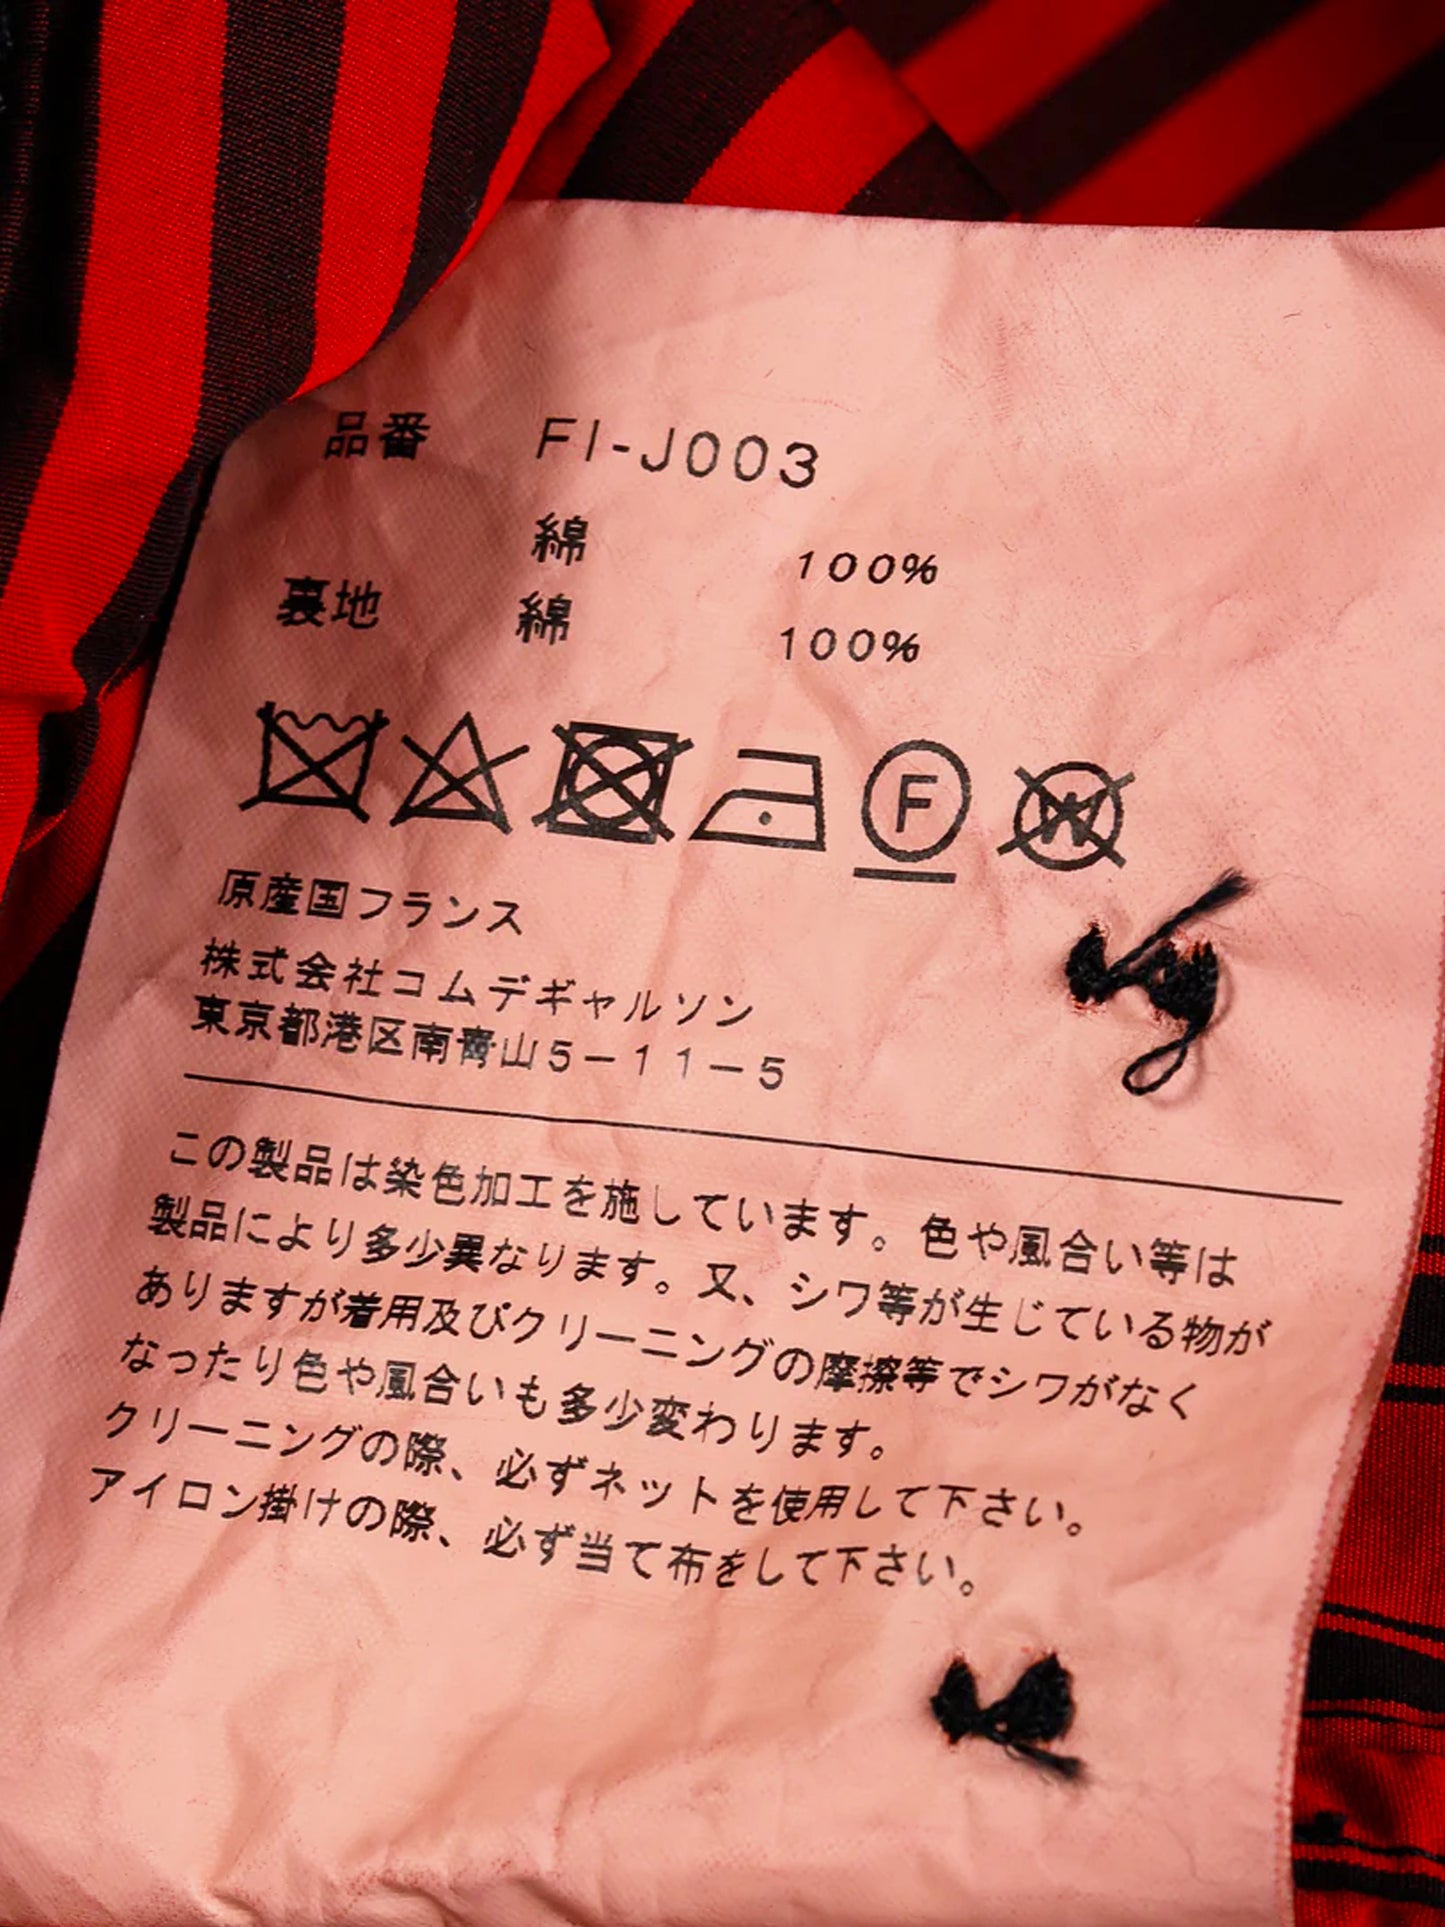 品番 FI-J003
綿 100%
裏地 綿 100%
F
W
原産国フランス
株式会社コムデギャルソン
東京都港区南青山5-11-5
この製品は染色加工を施しています。色や風合い等は
製品により多少異なります。又、シワ等が生じている物が
ありますが着用及びクリーニングの摩擦等でシワがなく
なったり色や風合いも多少変わります。
クリーニングの際、必ずネットを使用して下さい。
アイロン掛けの際、必ず当て布をして下さい。